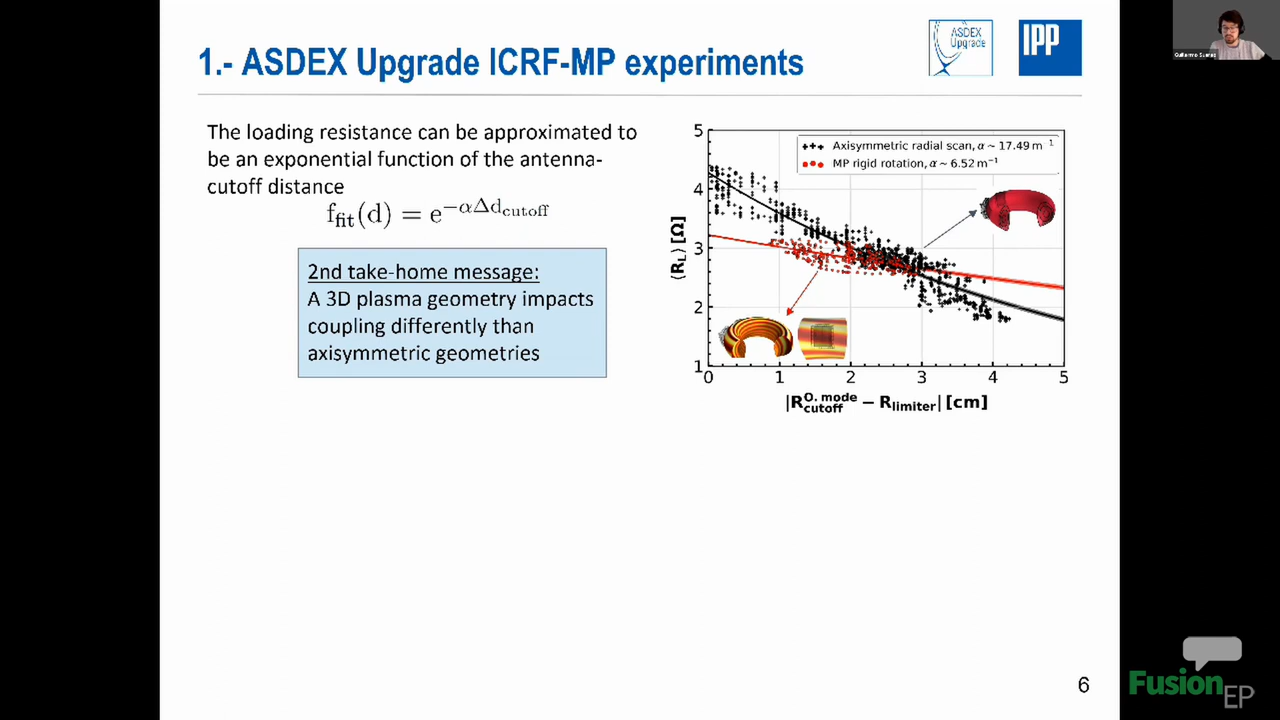 1.- ASDEX Upgrade ICRF-MP experiments
ASDEX
Upgrade
IPP
Guillermo Suarez
The loading resistance can be approximated to
be an exponential function of the antenna-
cutoff distance
f_fit(d) = e^{−αΔd_cutoff}
2nd take-home message:
A 3D plasma geometry impacts
coupling differently than
axisymmetric geometries
Axisymmetric radial scan, α ~ 17.49 m⁻¹
MP rigid rotation, α ~ 6.52 m⁻¹
5
4
3
2
1
⟨R_L⟩ [Ω]
0 1 2 3 4 5
|R_cutoff^{O. mode} − R_limiter| [cm]
6
FusionEP